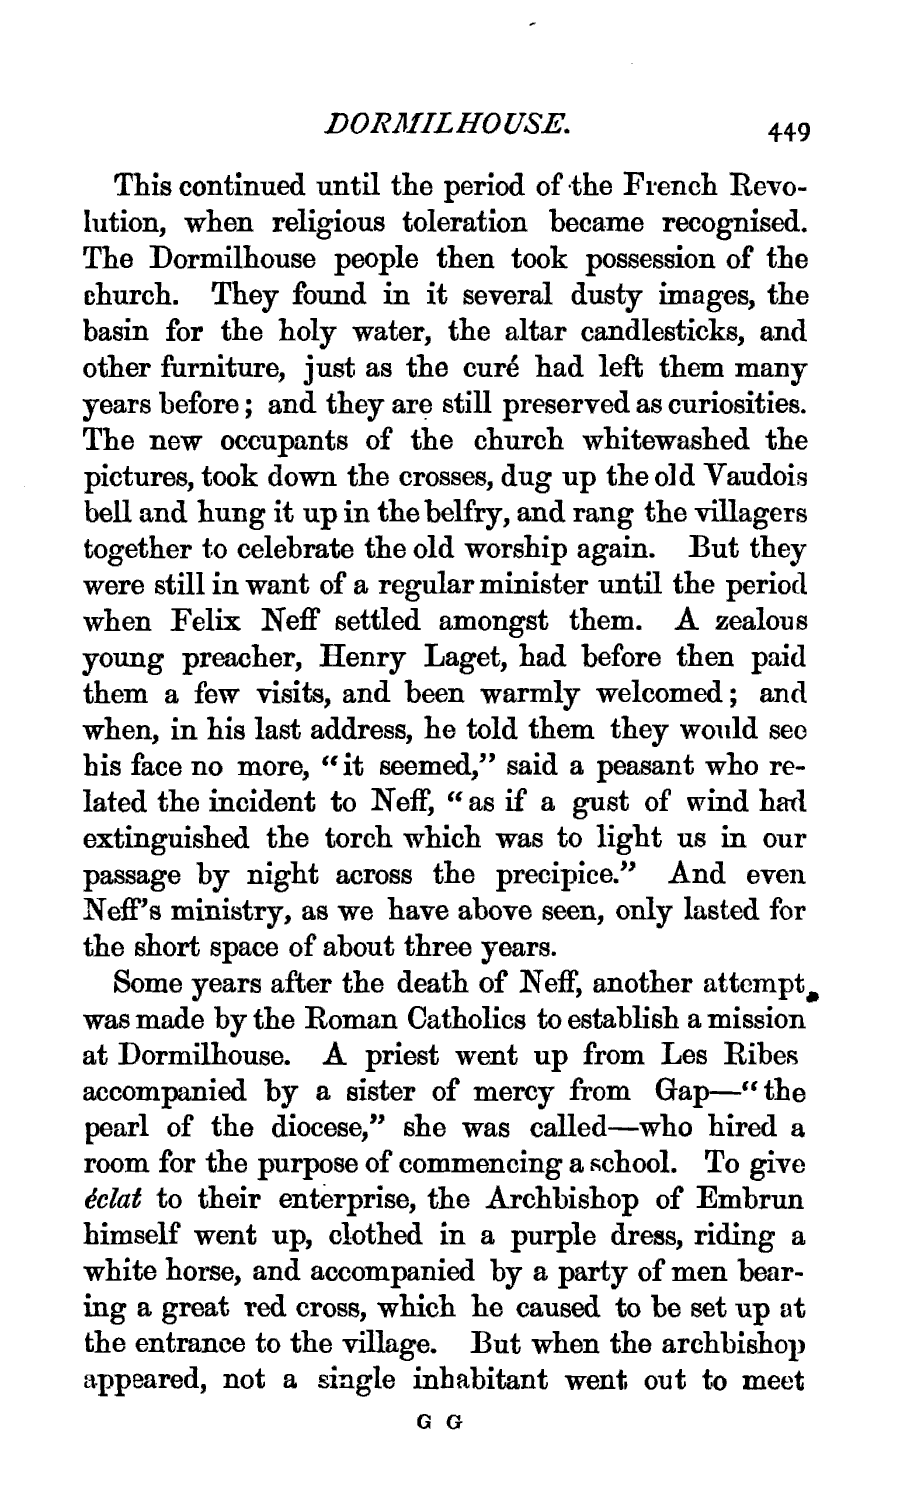 DORMILHOUSE. 449
This continued until the period of the French Revo-
lution, when religious toleration became recognised.
The Dormilhouse people then took possession of the
church. They found in it several dusty images, the
basin for the holy water, the altar candlesticks, and
other furniture, just as the curé had left them many
years before; and they are still preserved as curiosities.
The new occupants of the church whitewashed the
pictures, took down the crosses, dug up the old Vaudois
bell and hung it up in the belfry, and rang the villagers
together to celebrate the old worship again. But they
were still in want of a regular minister until the period
when Felix Neff settled amongst them. A zealous
young preacher, Henry Laget, had before then paid
them a few visits, and been warmly welcomed; and
when, in his last address, he told them they would see
his face no more, “it seemed,” said a peasant who re-
lated the incident to Neff, “as if a gust of wind had
extinguished the torch which was to light us in our
passage by night across the precipice.” And even
Neff’s ministry, as we have above seen, only lasted for
the short space of about three years.
Some years after the death of Neff, another attempt
was made by the Roman Catholics to establish a mission
at Dormilhouse. A priest went up from Les Ribes
accompanied by a sister of mercy from Gap—“the
pearl of the diocese,” she was called—who hired a
room for the purpose of commencing a school. To give
éclat to their enterprise, the Archbishop of Embrun
himself went up, clothed in a purple dress, riding a
white horse, and accompanied by a party of men bear-
ing a great red cross, which he caused to be set up at
the entrance to the village. But when the archbishop
appeared, not a single inhabitant went out to meet
G G